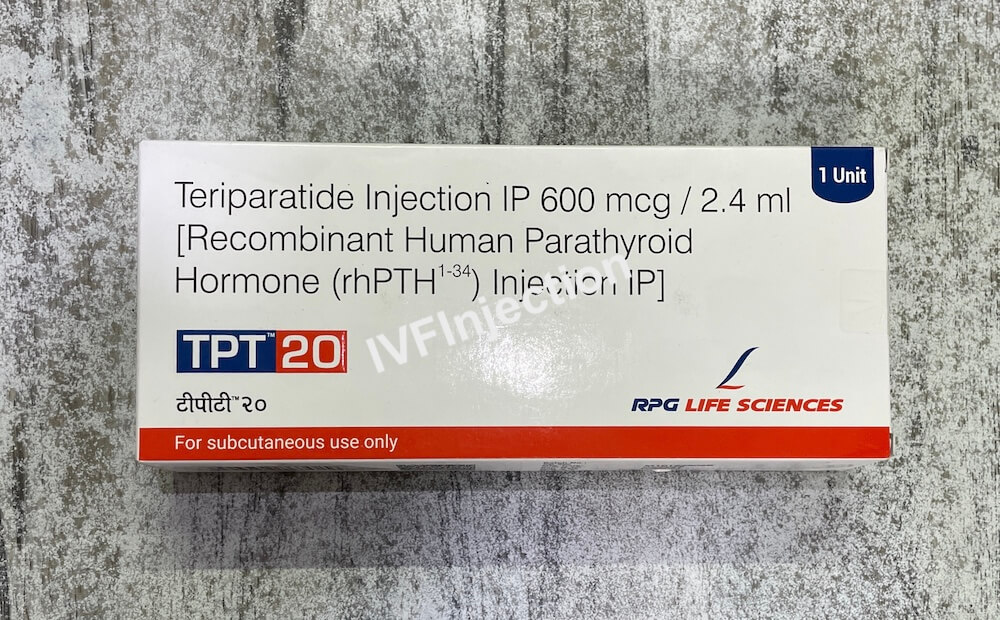 1 Unit
Teriparatide Injection IP 600 mcg / 2.4 ml
[Recombinant Human Parathyroid
Hormone (rhPTH¹⁻³⁴) Injection IP]
IVFInjection
TPT™ 20
टीपीटी™ २०
RPG LIFE SCIENCES
For subcutaneous use only